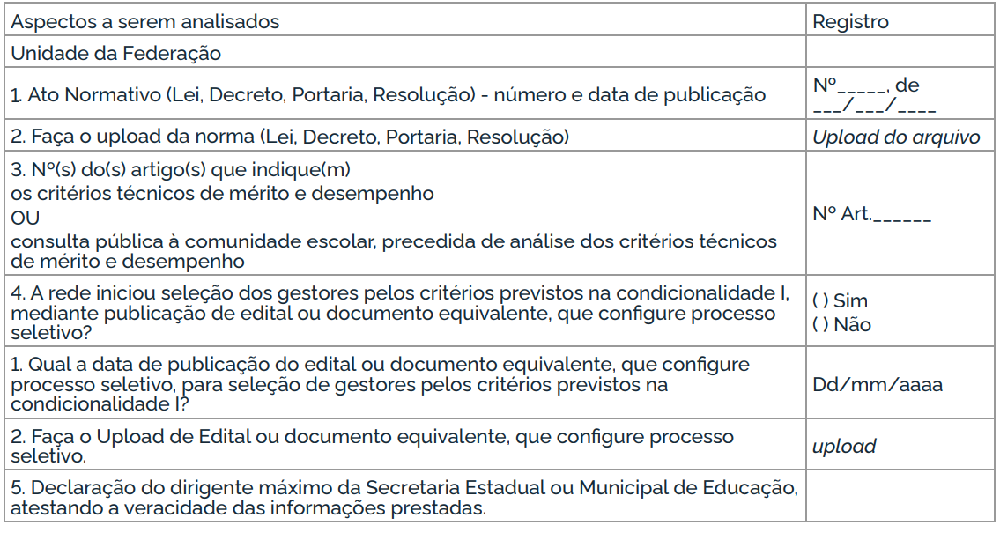 Aspectos a serem analisados
Registro
Unidade da Federação
1. Ato Normativo (Lei, Decreto, Portaria, Resolução) - número e data de publicação
Nº_____, de
___/___/____
2. Faça o upload da norma (Lei, Decreto, Portaria, Resolução)
Upload do arquivo
3. Nº(s) do(s) artigo(s) que indique(m)
os critérios técnicos de mérito e desempenho
OU
consulta pública à comunidade escolar, precedida de análise dos critérios técnicos
de mérito e desempenho
Nº Art.______
4. A rede iniciou seleção dos gestores pelos critérios previstos na condicionalidade I,
mediante publicação de edital ou documento equivalente, que configure processo
seletivo?
( ) Sim
( ) Não
1. Qual a data de publicação do edital ou documento equivalente, que configure
processo seletivo, para seleção de gestores pelos critérios previstos na
condicionalidade I?
Dd/mm/aaaa
2. Faça o Upload de Edital ou documento equivalente, que configure processo
seletivo.
upload
5. Declaração do dirigente máximo da Secretaria Estadual ou Municipal de Educação,
atestando a veracidade das informações prestadas.